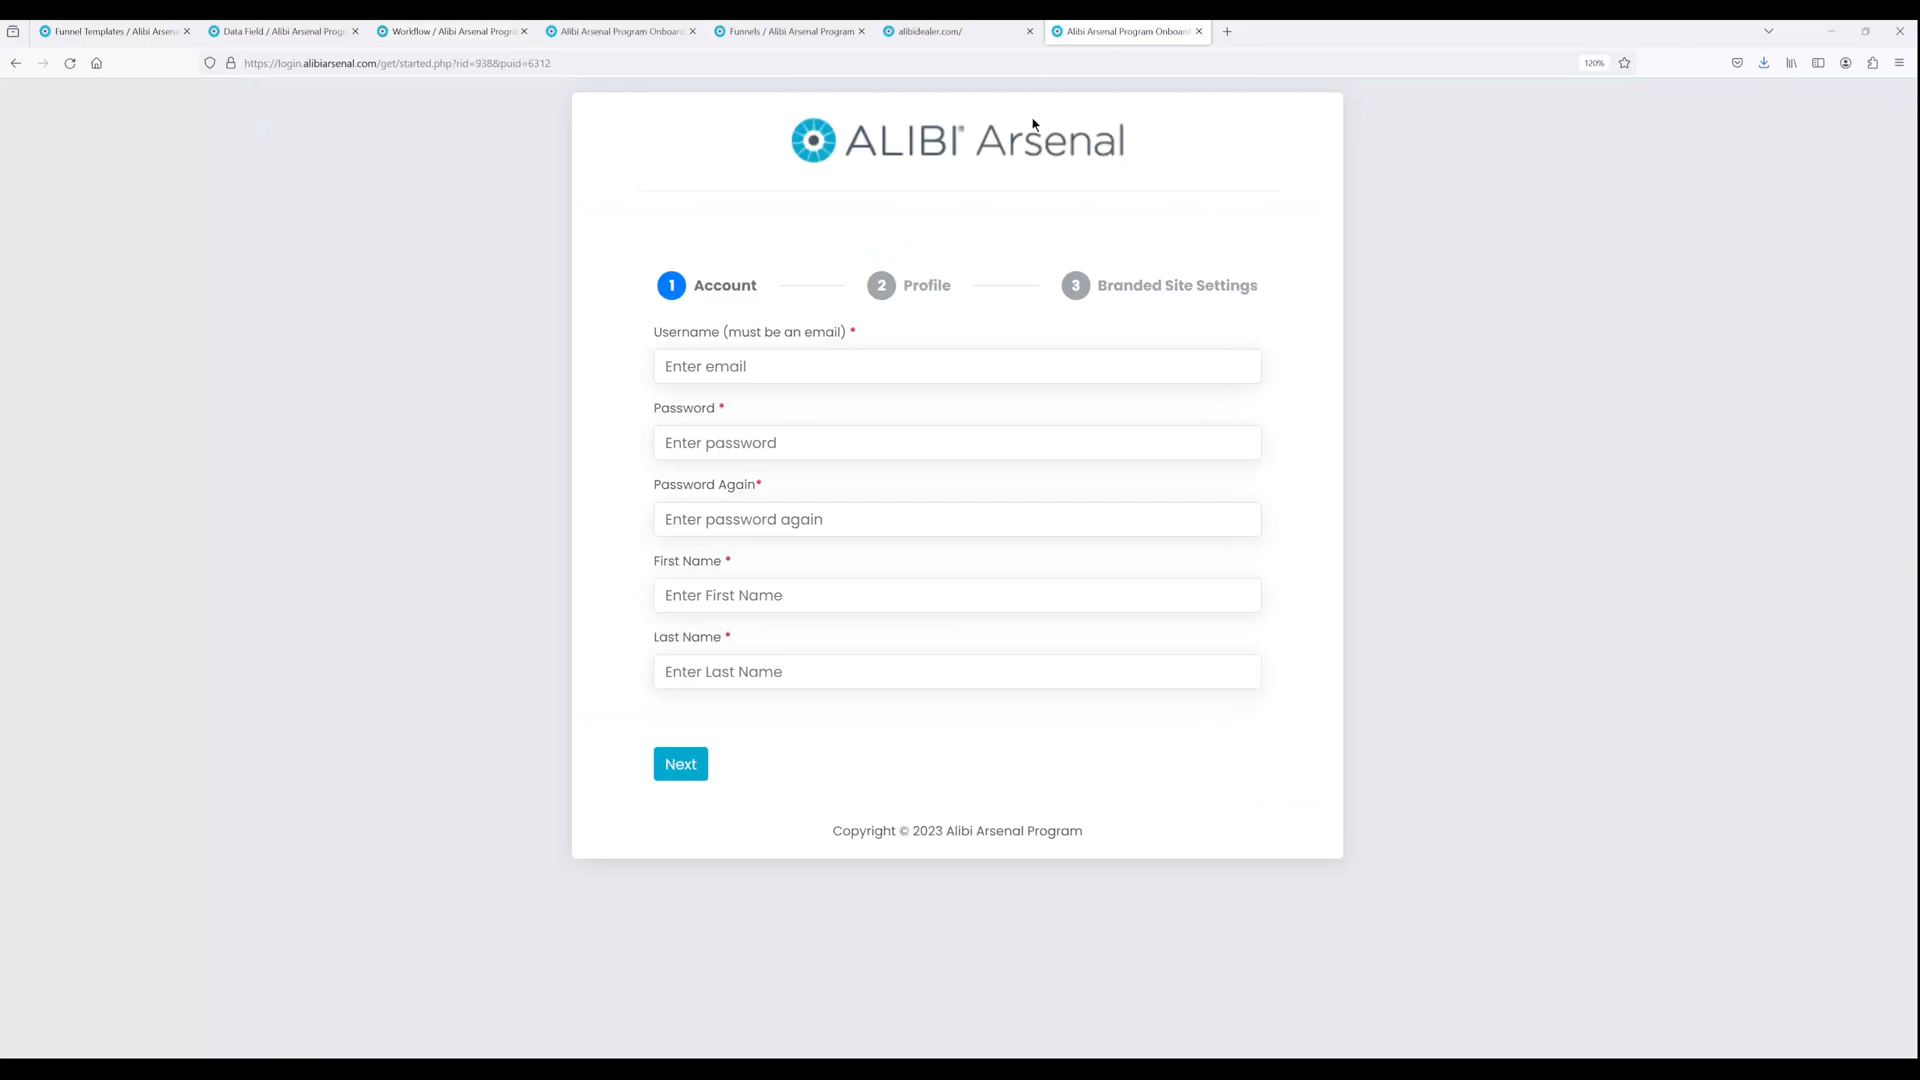 Funnel Templates / Alibi Arsena
Data Field / Alibi Arsenal Progr
Workflow / Alibi Arsenal Progra
Alibi Arsenal Program Onboard
Funnels / Alibi Arsenal Program
alibidealer.com/
Alibi Arsenal Program Onboard
https://login.alibiarsenal.com/get/started.php?rid=938&puid=6312
120%
ALIBI® Arsenal
1 Account
2 Profile
3 Branded Site Settings
Username (must be an email) *
Enter email
Password *
Enter password
Password Again*
Enter password again
First Name *
Enter First Name
Last Name *
Enter Last Name
Next
Copyright © 2023 Alibi Arsenal Program